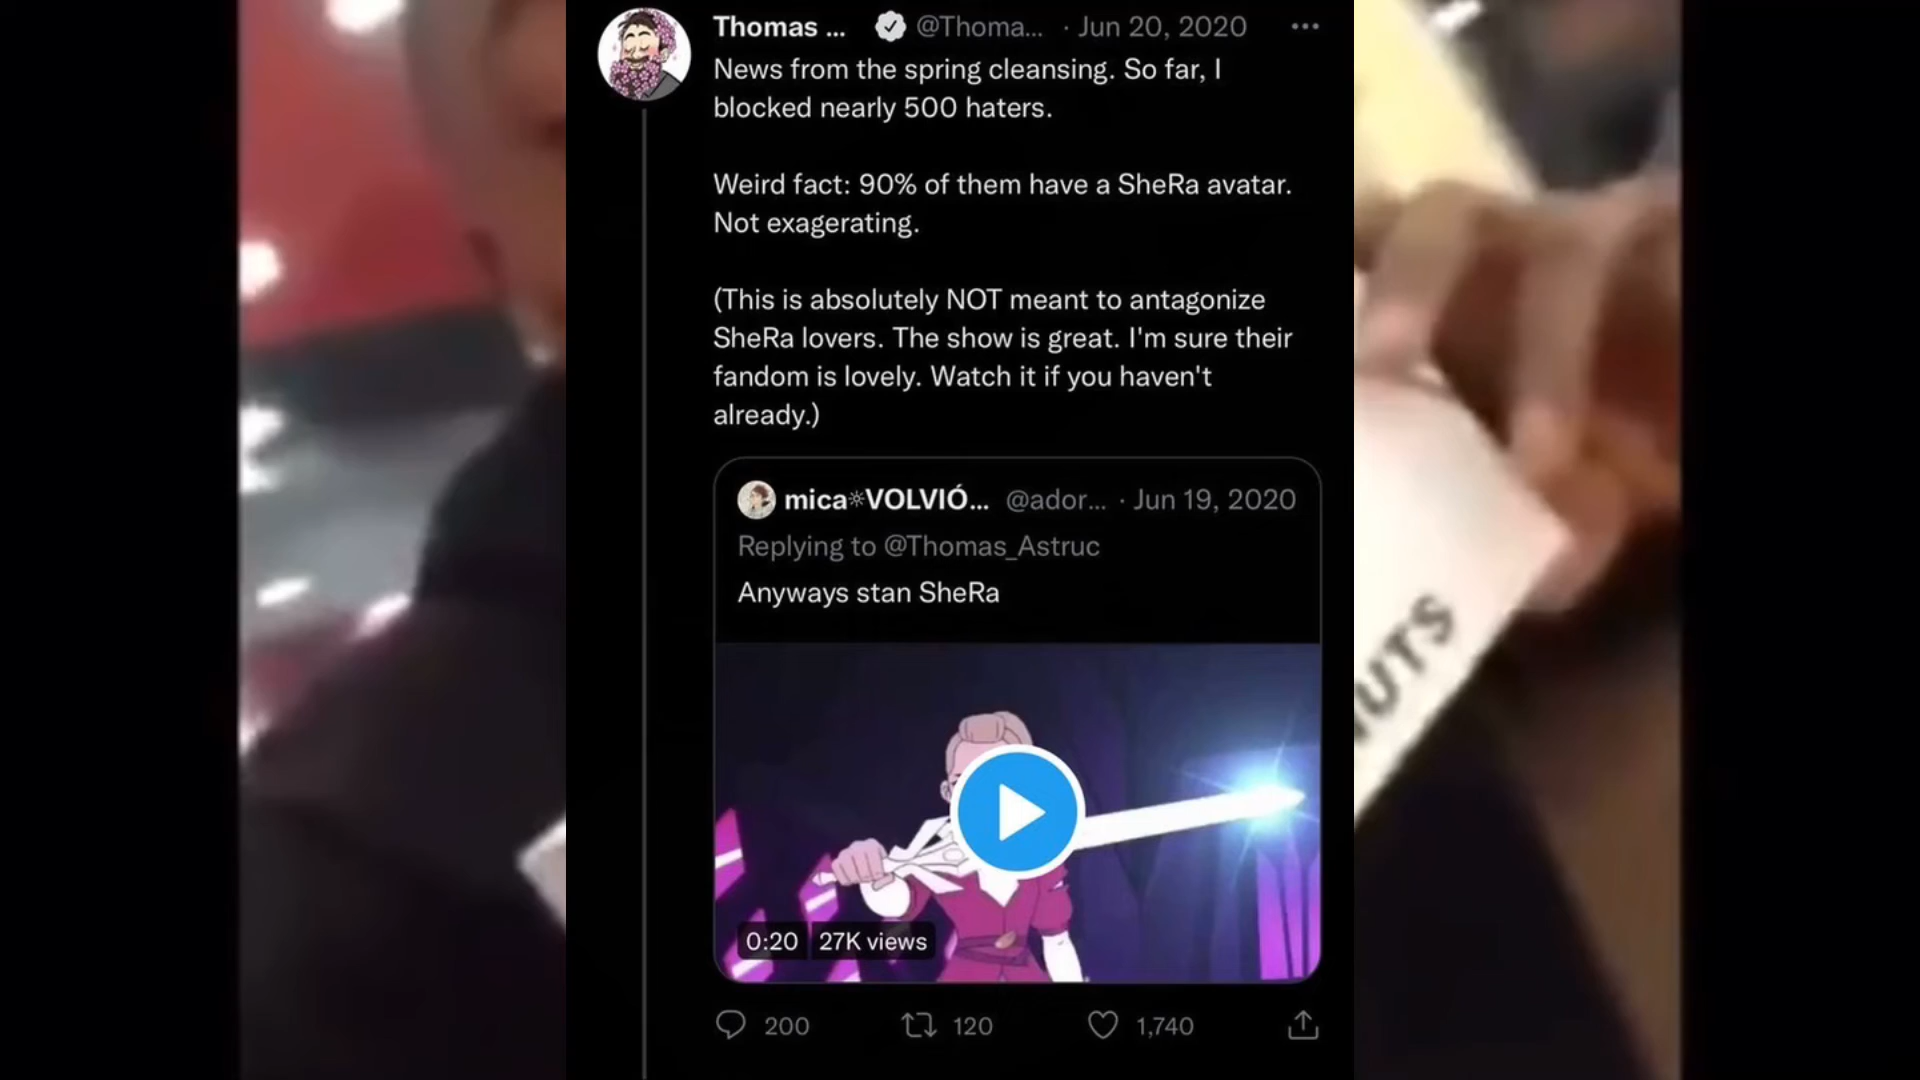 Thomas ... @Thoma... · Jun 20, 2020
News from the spring cleansing. So far, I
blocked nearly 500 haters.
Weird fact: 90% of them have a SheRa avatar.
Not exagerating.
(This is absolutely NOT meant to antagonize
SheRa lovers. The show is great. I'm sure their
fandom is lovely. Watch it if you haven't
already.)
mica☼VOLVIÓ... @ador... · Jun 19, 2020
Replying to @Thomas_Astruc
Anyways stan SheRa
0:20 27K views
200 120 1,740